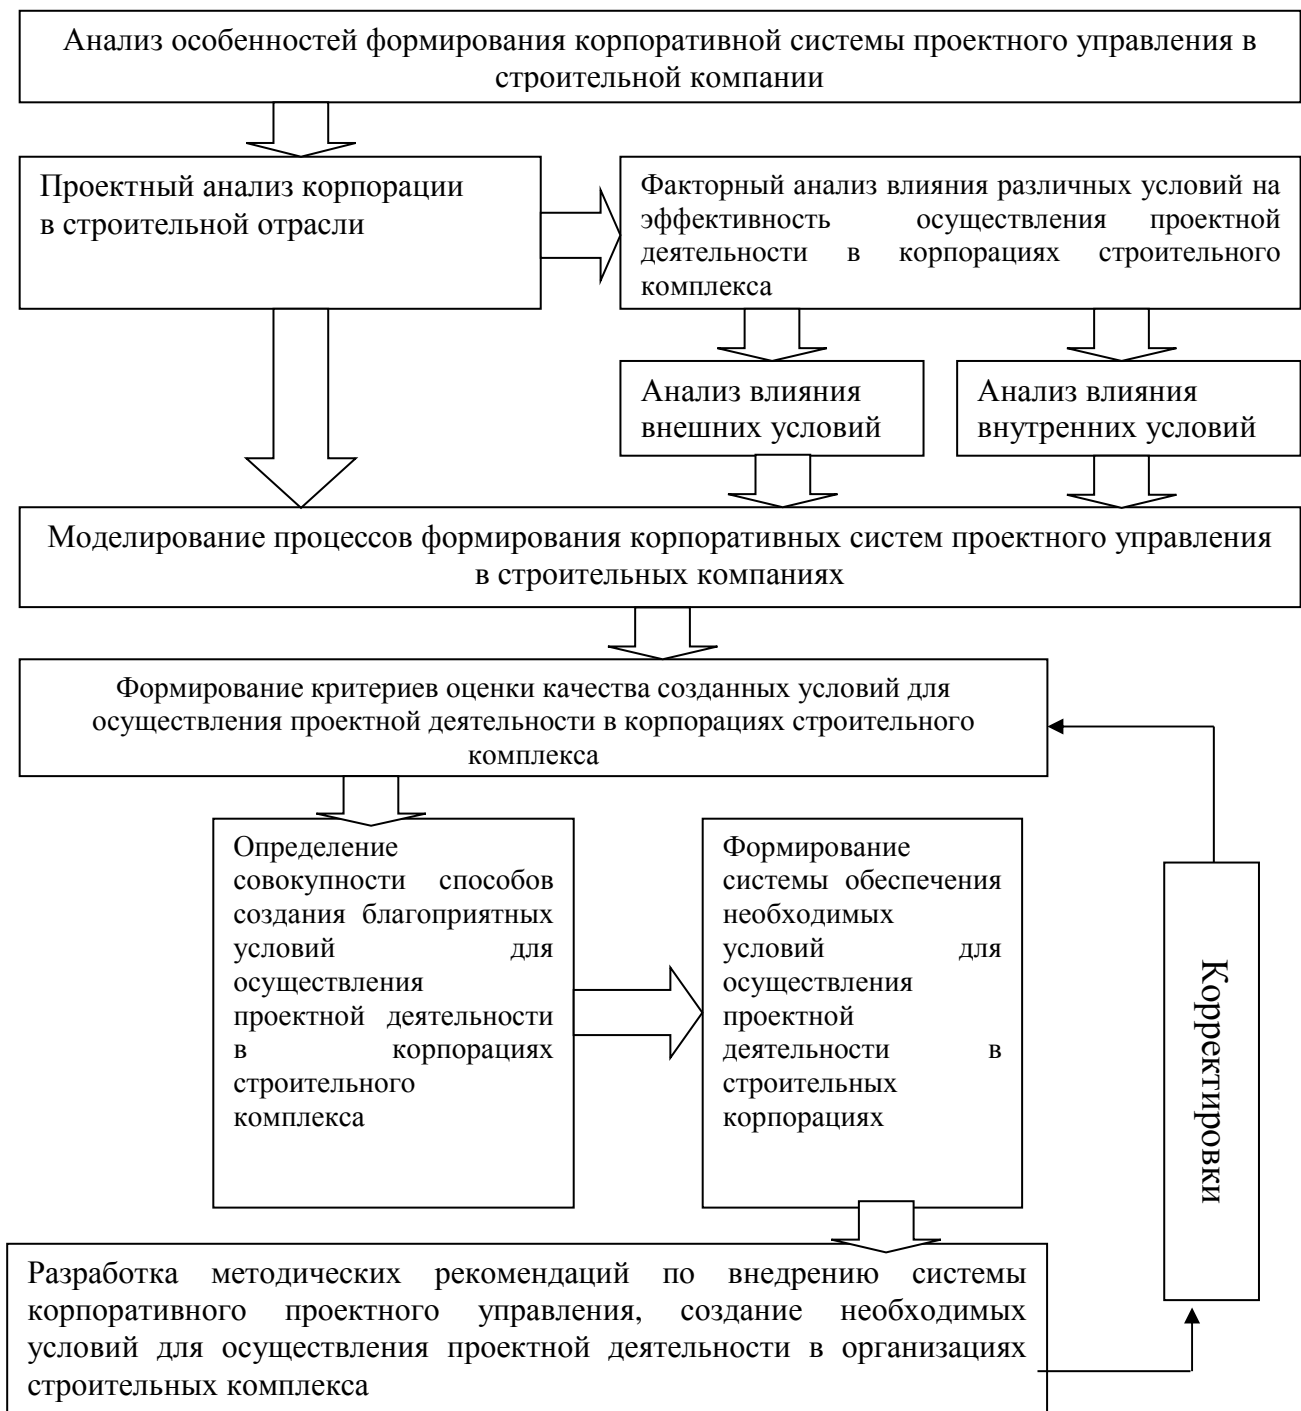 Анализ особенностей формирования корпоративной системы проектного управления в
строительной компании
Проектный анализ корпорации
в строительной отрасли
Факторный анализ влияния различных условий на
эффективность осуществления проектной
деятельности в корпорациях строительного
комплекса
Анализ влияния
внешних условий
Анализ влияния
внутренних условий
Моделирование процессов формирования корпоративных систем проектного управления
в строительных компаниях
Формирование критериев оценки качества созданных условий для
осуществления проектной деятельности в корпорациях строительного
комплекса
Определение
совокупности способов
создания благоприятных
условий для
осуществления
проектной деятельности
в корпорациях
строительного
комплекса
Формирование
системы обеспечения
необходимых
условий для
осуществления
проектной
деятельности в
строительных
корпорациях
Корректировки
Разработка методических рекомендаций по внедрению системы
корпоративного проектного управления, создание необходимых
условий для осуществления проектной деятельности в организациях
строительных комплекса